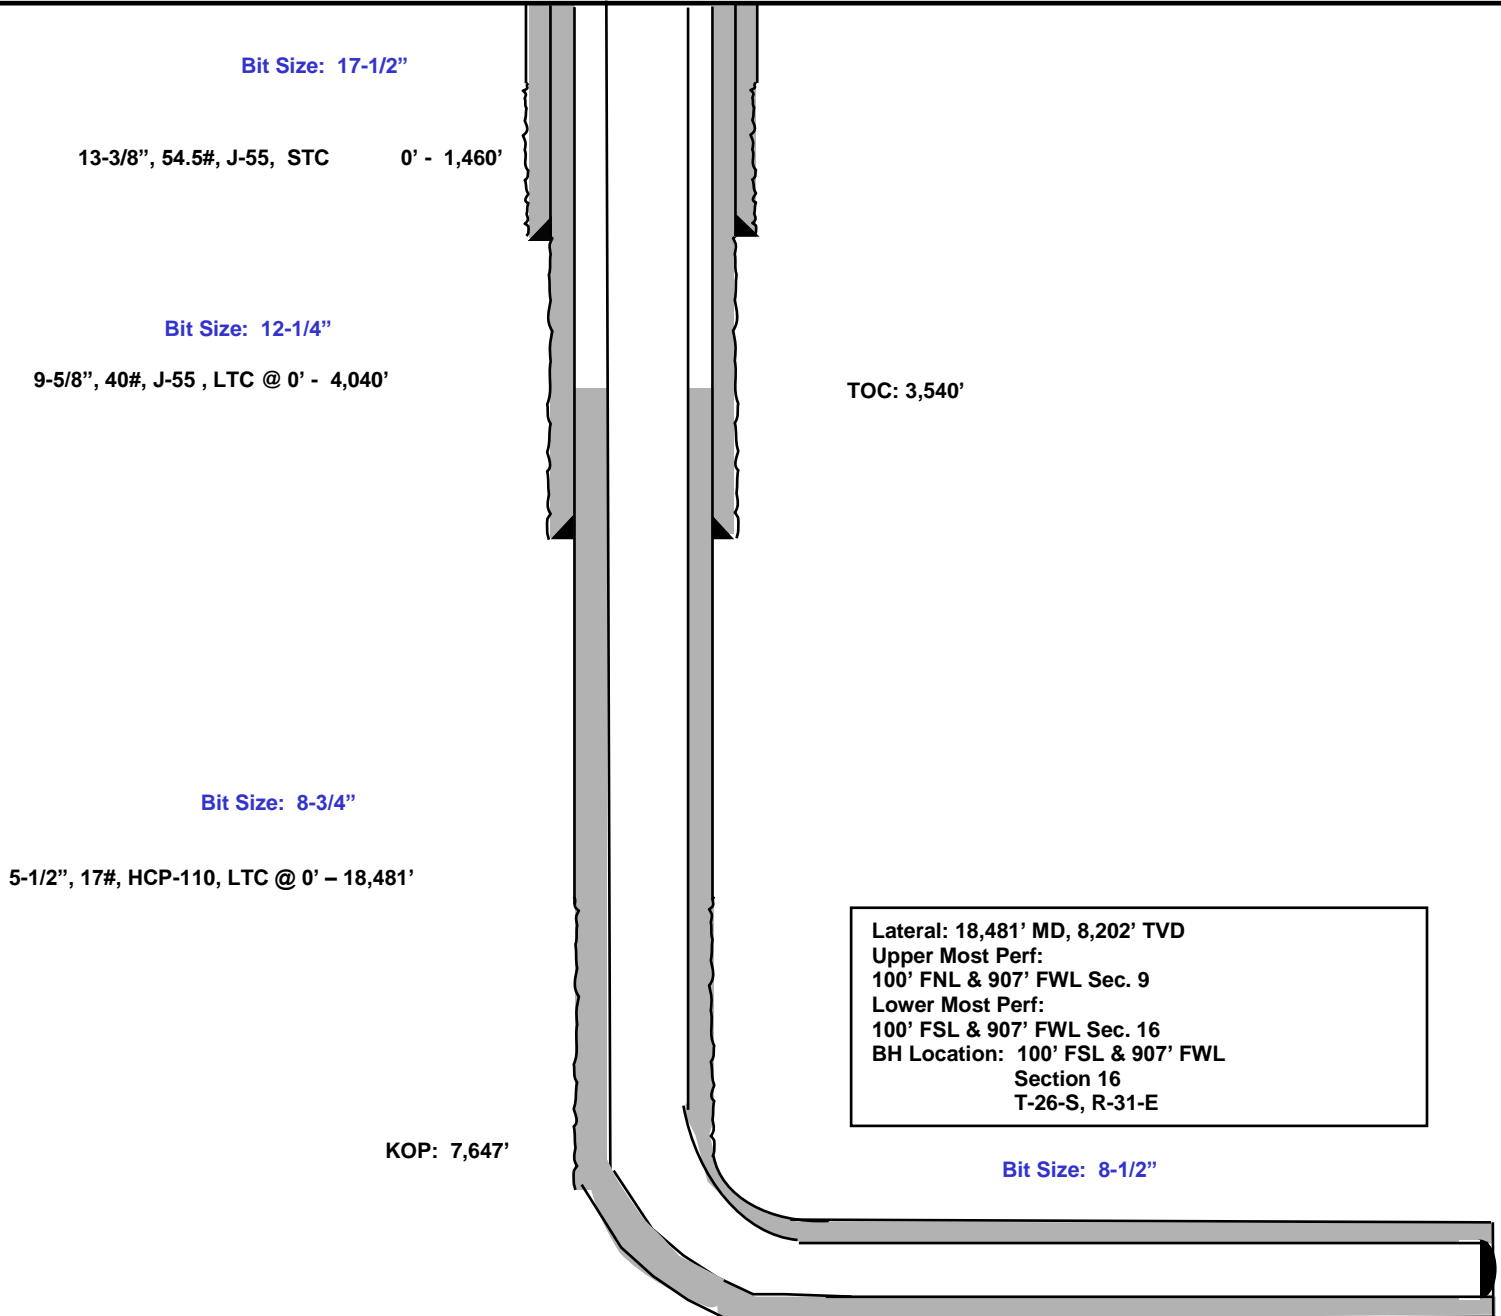 Bit Size: 17-1/2”
13-3/8”, 54.5#, J-55, STC 0’ - 1,460’
Bit Size: 12-1/4”
9-5/8”, 40#, J-55 , LTC @ 0’ - 4,040’
TOC: 3,540’
Bit Size: 8-3/4”
5-1/2”, 17#, HCP-110, LTC @ 0’ – 18,481’
Lateral: 18,481’ MD, 8,202’ TVD
Upper Most Perf:
100’ FNL & 907’ FWL Sec. 9
Lower Most Perf:
100’ FSL & 907’ FWL Sec. 16
BH Location: 100’ FSL & 907’ FWL
Section 16
T-26-S, R-31-E
KOP: 7,647’
Bit Size: 8-1/2”